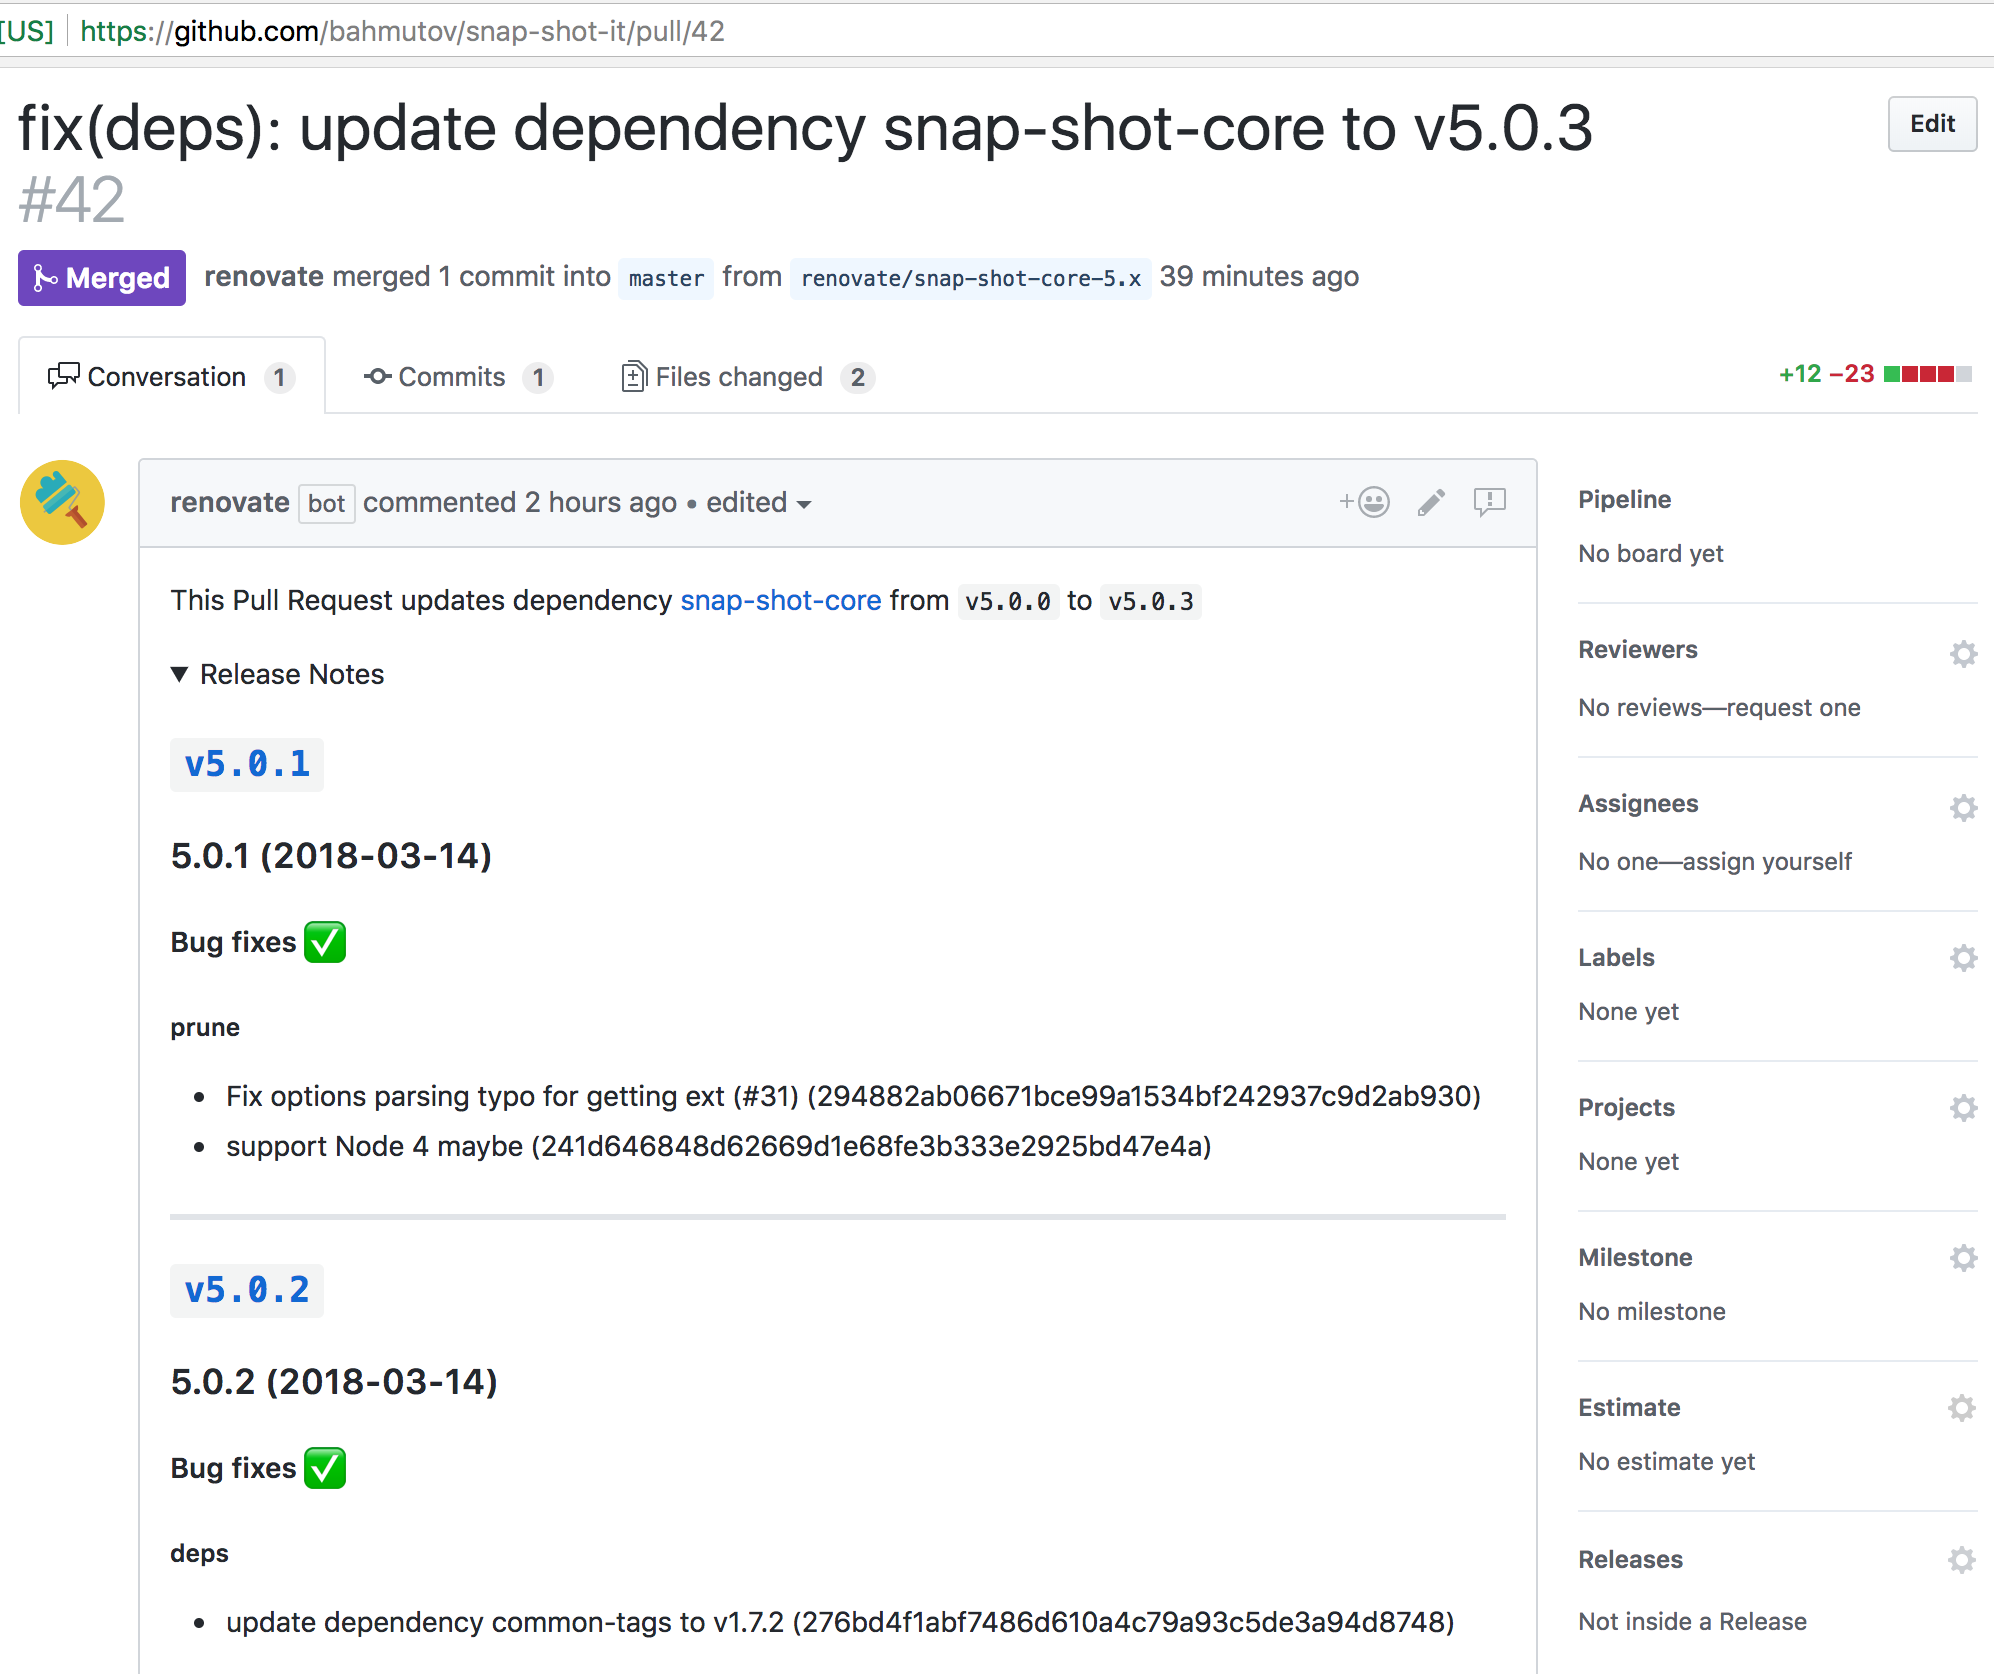 [US] https://github.com/bahmutov/snap-shot-it/pull/42
fix(deps): update dependency snap-shot-core to v5.0.3
#42
Edit
Merged renovate merged 1 commit into master from renovate/snap-shot-core-5.x 39 minutes ago
Conversation 1 Commits 1 Files changed 2 +12 −23
renovate bot commented 2 hours ago • edited
This Pull Request updates dependency snap-shot-core from v5.0.0 to v5.0.3
Release Notes
v5.0.1
5.0.1 (2018-03-14)
Bug fixes ✅
prune
• Fix options parsing typo for getting ext (#31) (294882ab06671bce99a1534bf242937c9d2ab930)
• support Node 4 maybe (241d646848d62669d1e68fe3b333e2925bd47e4a)
v5.0.2
5.0.2 (2018-03-14)
Bug fixes ✅
deps
• update dependency common-tags to v1.7.2 (276bd4f1abf7486d610a4c79a93c5de3a94d8748)
Pipeline
No board yet
Reviewers
No reviews—request one
Assignees
No one—assign yourself
Labels
None yet
Projects
None yet
Milestone
No milestone
Estimate
No estimate yet
Releases
Not inside a Release